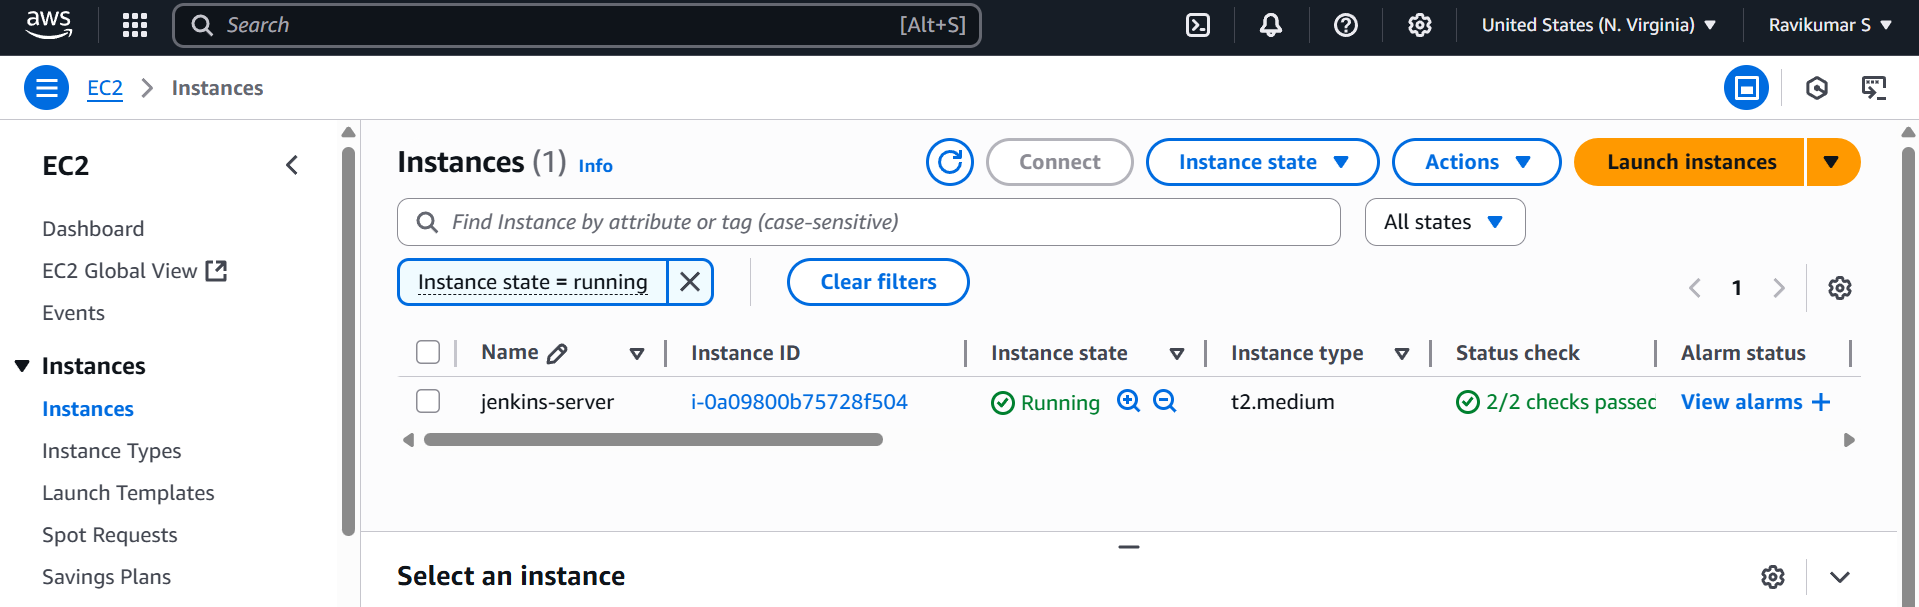 aws Search [Alt+S] United States (N. Virginia) Ravikumar S
EC2 Instances
EC2
Dashboard
EC2 Global View
Events
Instances
Instances
Instance Types
Launch Templates
Spot Requests
Savings Plans
Instances (1) Info Connect Instance state Actions Launch instances
Find Instance by attribute or tag (case-sensitive) All states
Instance state = running Clear filters 1
Name Instance ID Instance state Instance type Status check Alarm status
jenkins-server i-0a09800b75728f504 Running t2.medium 2/2 checks passed View alarms +
Select an instance